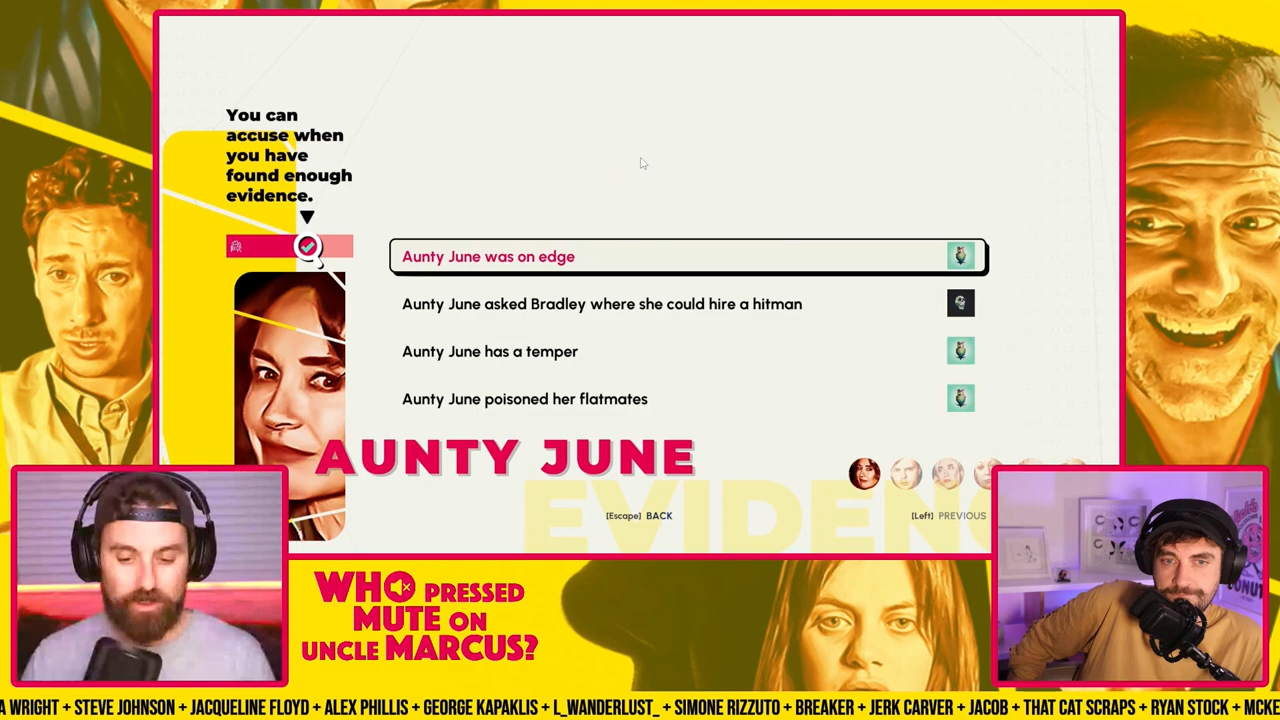 You can
accuse when
you have
found enough
evidence.
Aunty June was on edge
Aunty June asked Bradley where she could hire a hitman
Aunty June has a temper
Aunty June poisoned her flatmates
AUNTY JUNE
EVIDENC
[Escape] BACK
[Left] PREVIOUS
WHO PRESSED
MUTE ON
UNCLE MARCUS?
A WRIGHT + STEVE JOHNSON + JACQUELINE FLOYD + ALEX PHILLIS + GEORGE KAPAKLIS + L_WANDERLUST_ + SIMONE RIZZUTO + BREAKER + JERK CARVER + JACOB + THAT CAT SCRAPS + RYAN STOCK + MCKE